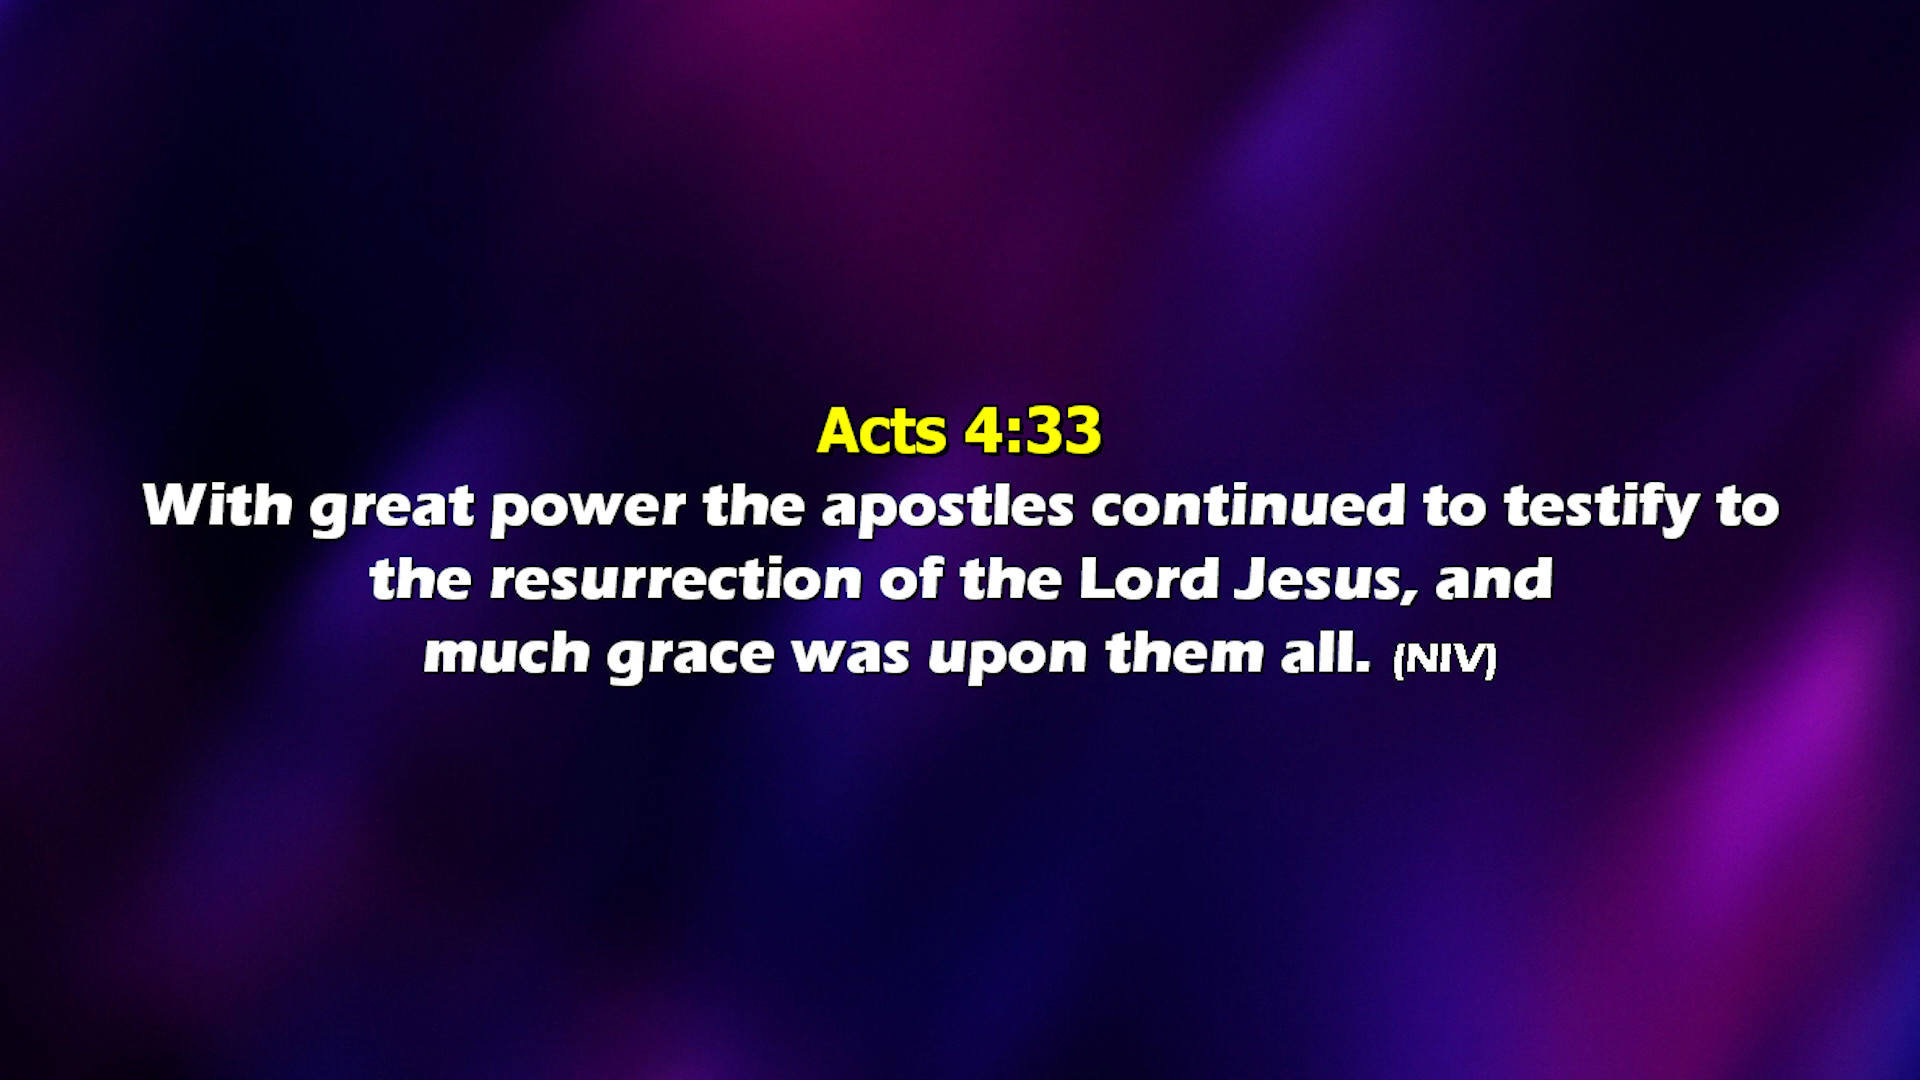 Acts 4:33
With great power the apostles continued to testify to
the resurrection of the Lord Jesus, and
much grace was upon them all. (NIV)